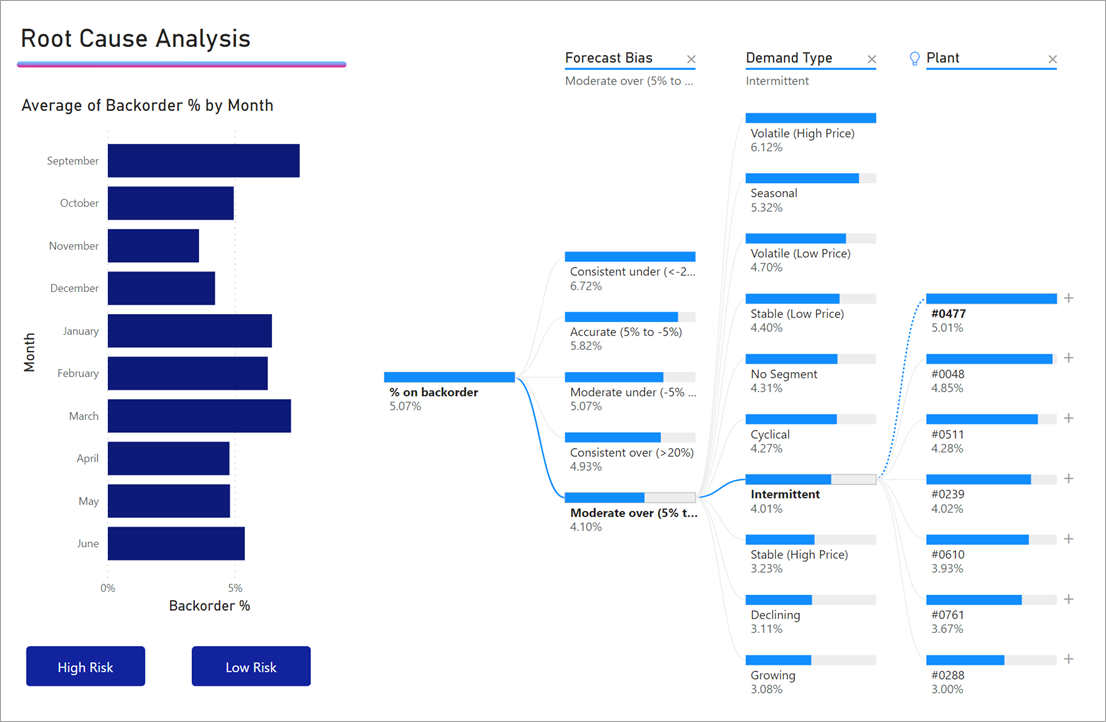 Root Cause Analysis
Average of Backorder % by Month
September
October
November
December
January
February
March
April
May
June
Month
0%
5%
Backorder %
High Risk
Low Risk
% on backorder
5.07%
Forecast Bias
Moderate over (5% to ...
Consistent under (<-2...
6.72%
Accurate (5% to -5%)
5.82%
Moderate under (-5% ...
5.07%
Consistent over (>20%)
4.93%
Moderate over (5% t...
4.10%
Demand Type
Intermittent
Volatile (High Price)
6.12%
Seasonal
5.32%
Volatile (Low Price)
4.70%
Stable (Low Price)
4.40%
No Segment
4.31%
Cyclical
4.27%
Intermittent
4.01%
Stable (High Price)
3.23%
Declining
3.11%
Growing
3.08%
Plant
#0477
5.01%
#0048
4.85%
#0511
4.28%
#0239
4.02%
#0610
3.93%
#0761
3.67%
#0288
3.00%